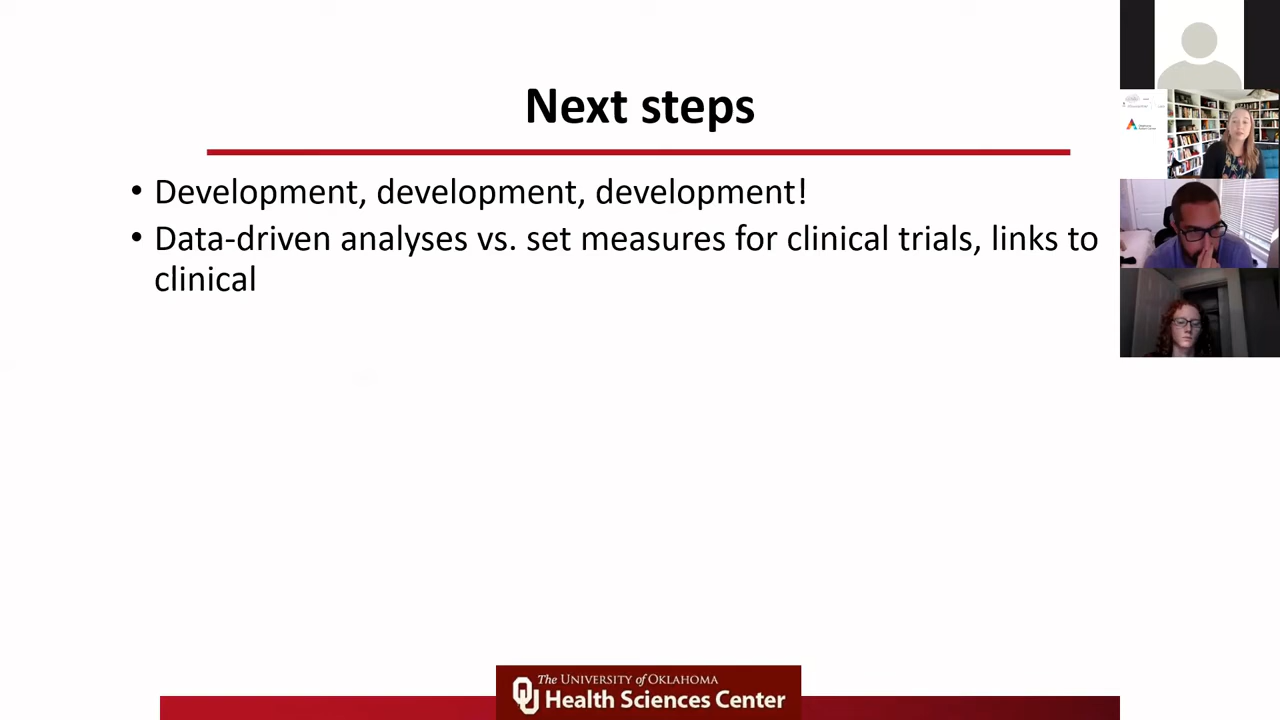 Next steps
• Development, development, development!
• Data-driven analyses vs. set measures for clinical trials, links to
clinical
The UNIVERSITY of OKLAHOMA
Health Sciences Center